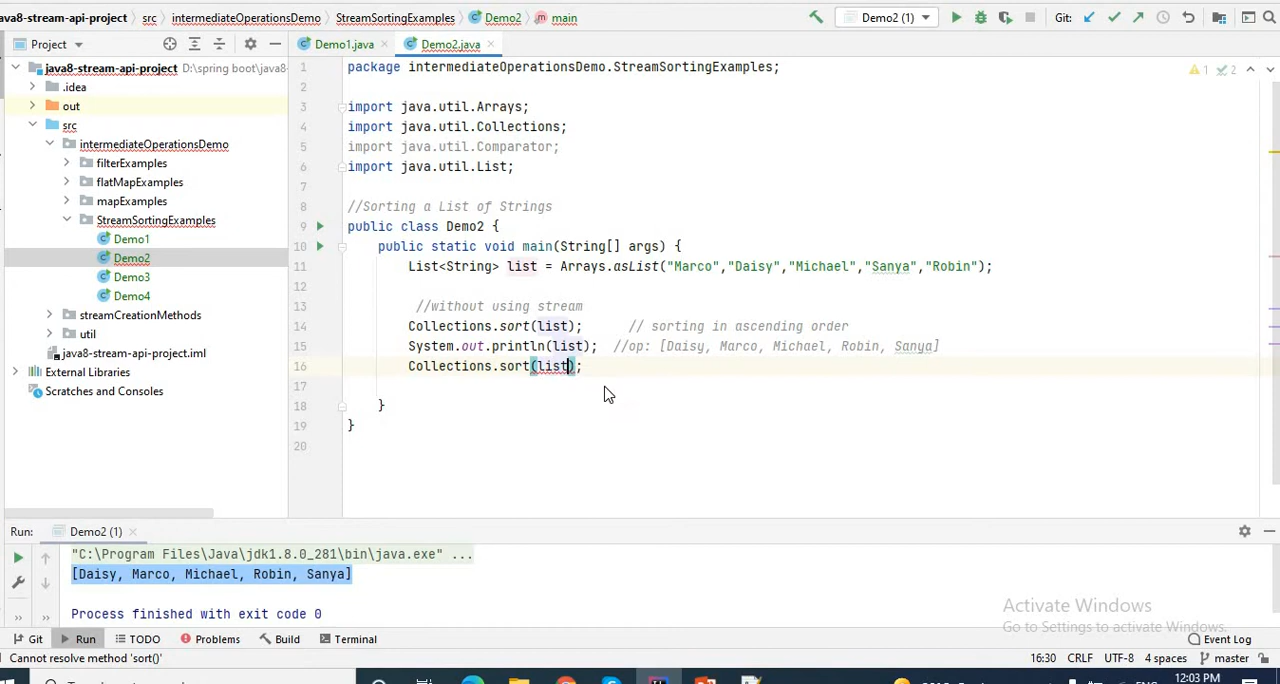 ava8-stream-api-project src intermediateOperationsDemo StreamSortingExamples Demo2 main Demo2 (1) Git:
Project Demo1.java Demo2.java
java8-stream-api-project D:\spring boot\java8-
.idea
out
src
intermediateOperationsDemo
filterExamples
flatMapExamples
mapExamples
StreamSortingExamples
Demo1
Demo2
Demo3
Demo4
streamCreationMethods
util
java8-stream-api-project.iml
External Libraries
Scratches and Consoles
1 package intermediateOperationsDemo.StreamSortingExamples;
2
3 import java.util.Arrays;
4 import java.util.Collections;
5 import java.util.Comparator;
6 import java.util.List;
7
8 //Sorting a List of Strings
9 public class Demo2 {
10 public static void main(String[] args) {
11 List<String> list = Arrays.asList("Marco","Daisy","Michael","Sanya","Robin");
12
13 //without using stream
14 Collections.sort(list); // sorting in ascending order
15 System.out.println(list); //op: [Daisy, Marco, Michael, Robin, Sanya]
16 Collections.sort(list);
17
18 }
19 }
20
1 2
Run: Demo2 (1)
"C:\Program Files\Java\jdk1.8.0_281\bin\java.exe" ...
[Daisy, Marco, Michael, Robin, Sanya]
Process finished with exit code 0
Activate Windows
Go to Settings to activate Windows.
Git Run TODO Problems Build Terminal Event Log
Cannot resolve method 'sort()' 16:30 CRLF UTF-8 4 spaces master
12:03 PM